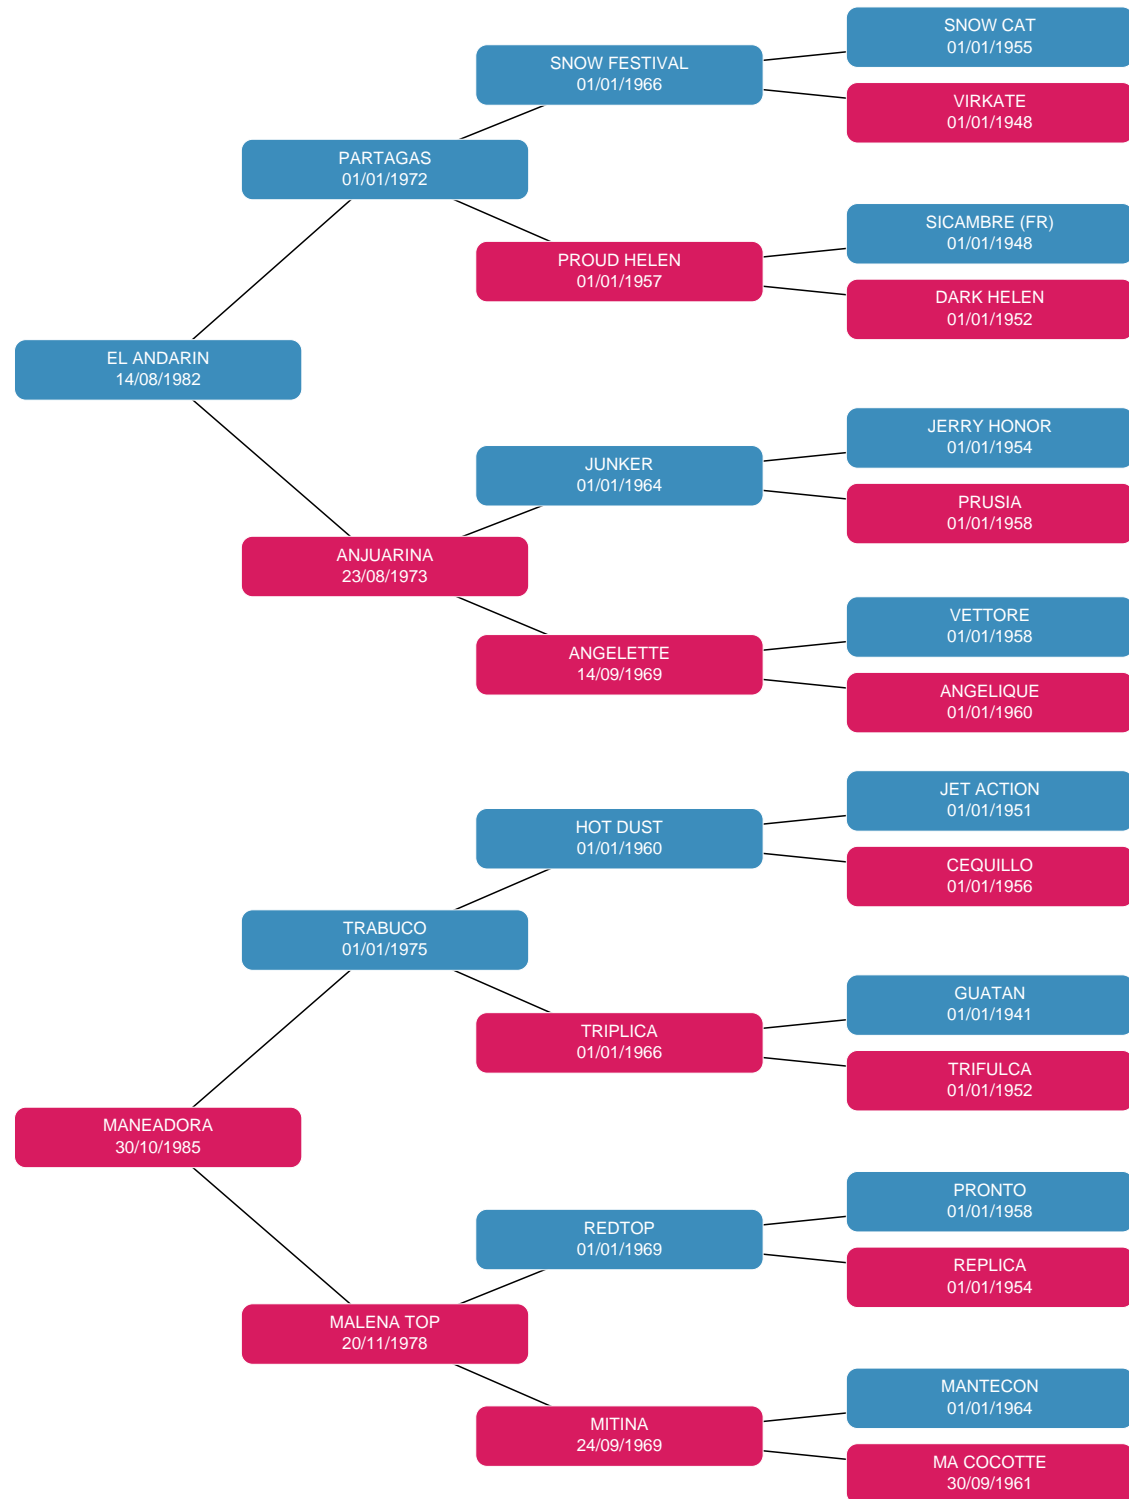 SNOW CAT
01/01/1955
SNOW FESTIVAL
01/01/1966
VIRKATE
01/01/1948
PARTAGAS
01/01/1972
SICAMBRE (FR)
01/01/1948
PROUD HELEN
01/01/1957
DARK HELEN
01/01/1952
EL ANDARIN
14/08/1982
JERRY HONOR
01/01/1954
JUNKER
01/01/1964
PRUSIA
01/01/1958
ANJUARINA
23/08/1973
VETTORE
01/01/1958
ANGELETTE
14/09/1969
ANGELIQUE
01/01/1960
JET ACTION
01/01/1951
HOT DUST
01/01/1960
CEQUILLO
01/01/1956
TRABUCO
01/01/1975
GUATAN
01/01/1941
TRIPLICA
01/01/1966
TRIFULCA
01/01/1952
MANEADORA
30/10/1985
PRONTO
01/01/1958
REDTOP
01/01/1969
REPLICA
01/01/1954
MALENA TOP
20/11/1978
MANTECON
01/01/1964
MITINA
24/09/1969
MA COCOTTE
30/09/1961